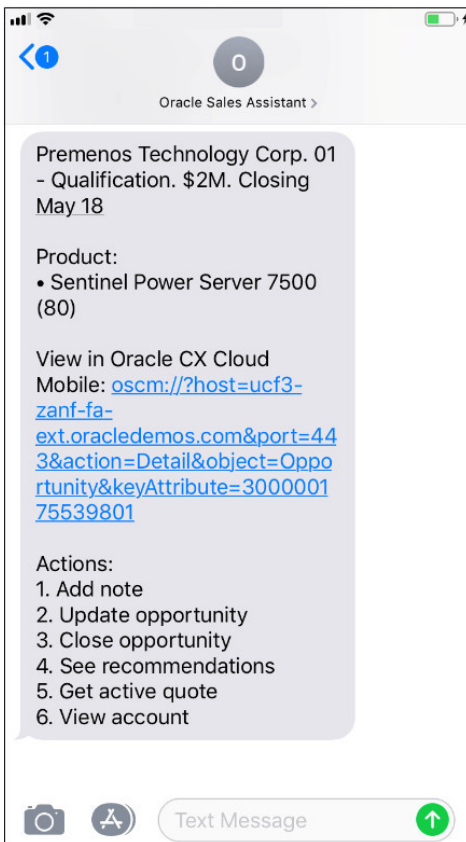 1
O
Oracle Sales Assistant >
Premenos Technology Corp. 01
- Qualification. $2M. Closing
May 18
Product:
• Sentinel Power Server 7500
(80)
View in Oracle CX Cloud
Mobile: oscm://?host=ucf3-
zanf-fa-
ext.oracledemos.com&port=44
3&action=Detail&object=Oppo
rtunity&keyAttribute=3000001
75539801
Actions:
1. Add note
2. Update opportunity
3. Close opportunity
4. See recommendations
5. Get active quote
6. View account
Text Message